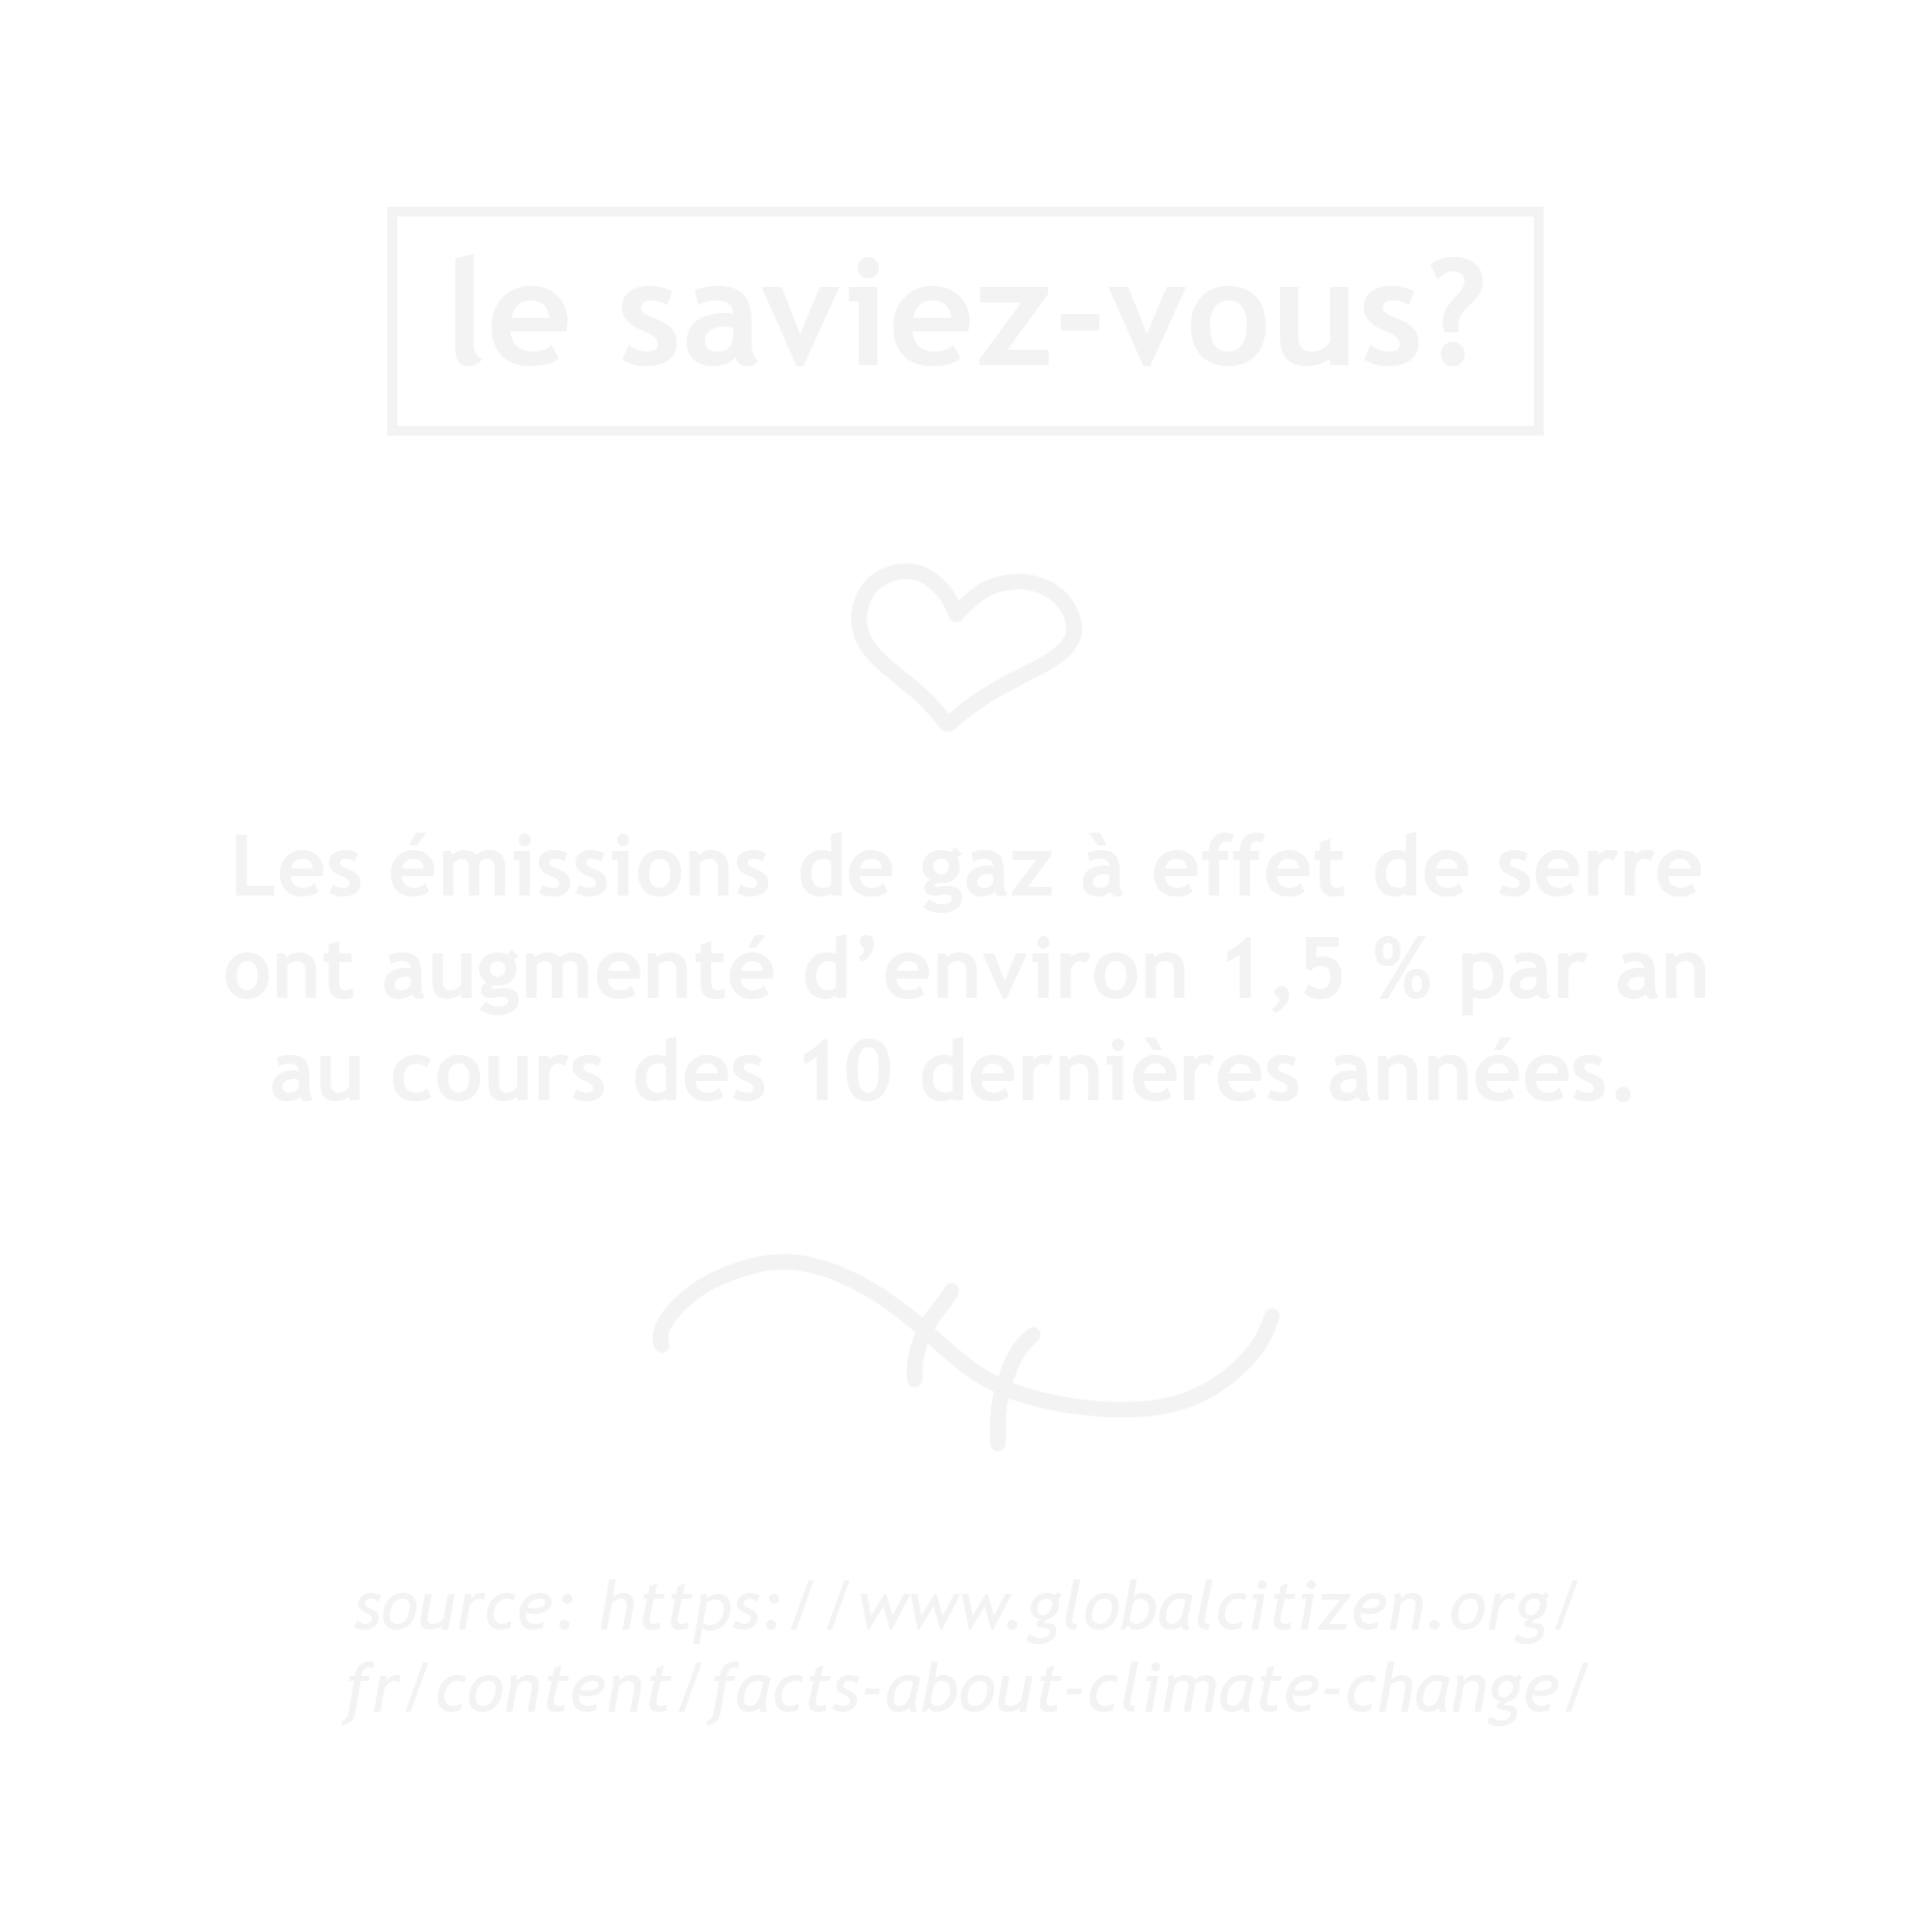 le saviez-vous?
Les émissions de gaz à effet de serre
ont augmenté d’environ 1,5 % par an
au cours des 10 dernières années.
source: https://www.globalcitizen.org/
fr/content/facts-about-climate-change/